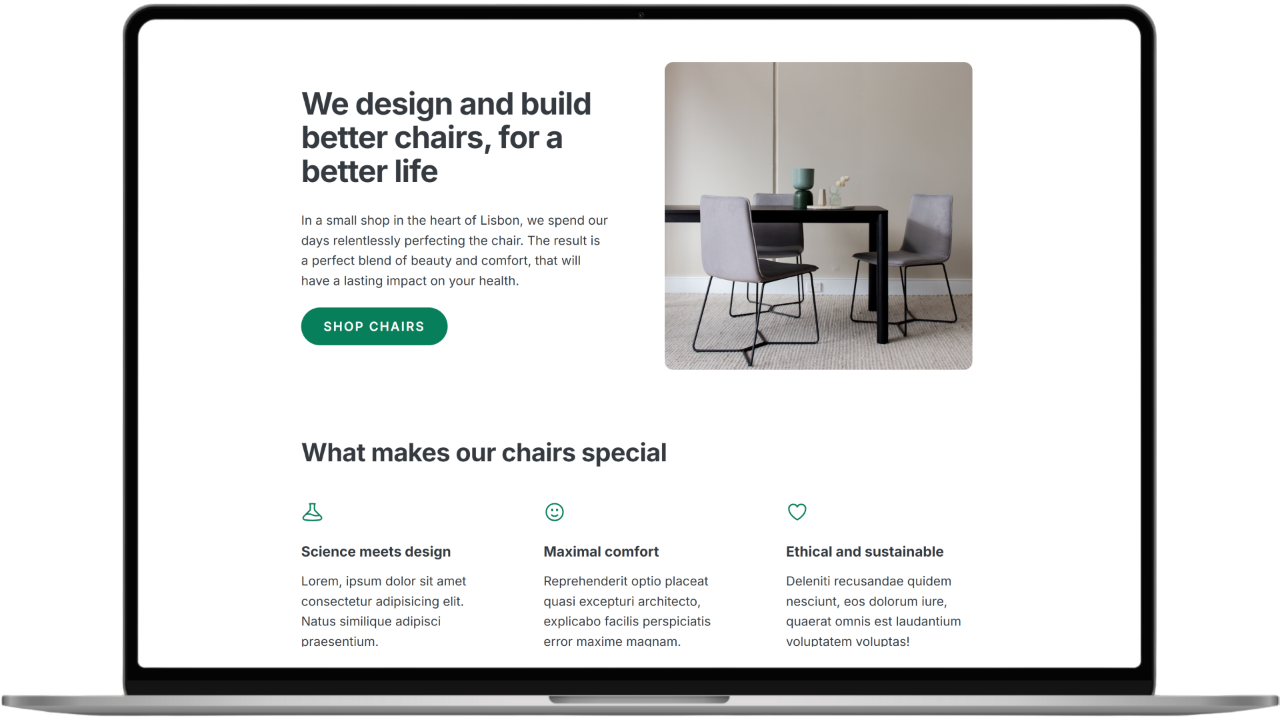 We design and build
better chairs, for a
better life
In a small shop in the heart of Lisbon, we spend our
days relentlessly perfecting the chair. The result is
a perfect blend of beauty and comfort, that will
have a lasting impact on your health.
SHOP CHAIRS
What makes our chairs special
Science meets design
Lorem, ipsum dolor sit amet
consectetur adipisicing elit.
Natus similique adipisci
praesentium.
Maximal comfort
Reprehenderit optio placeat
quasi excepturi architecto,
explicabo facilis perspiciatis
error maxime magnam.
Ethical and sustainable
Deleniti recusandae quidem
nesciunt, eos dolorum iure,
quaerat omnis est laudantium
voluptatem voluptas!